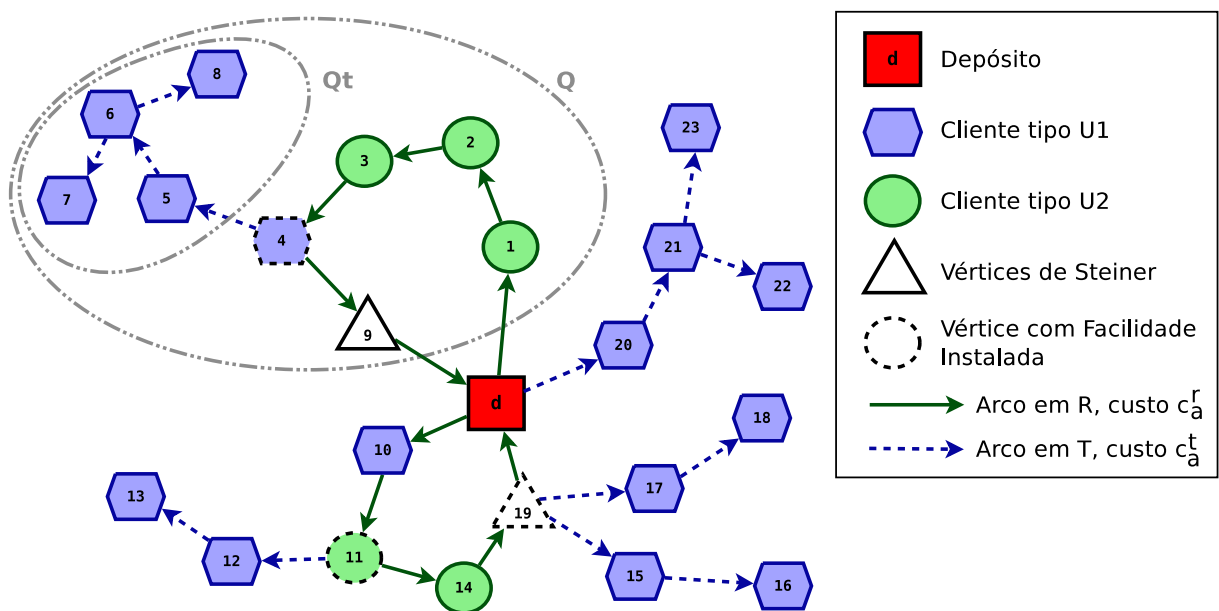 8
Qt
Q
6
2
3
7
5
4
1
9
d
23
21
22
20
10
18
13
17
19
11
12
14
15
16
d Depósito
Cliente tipo U1
Cliente tipo U2
Vértices de Steiner
Vértice com Facilidade
Instalada
Arco em R, custo c_a^r
Arco em T, custo c_a^t